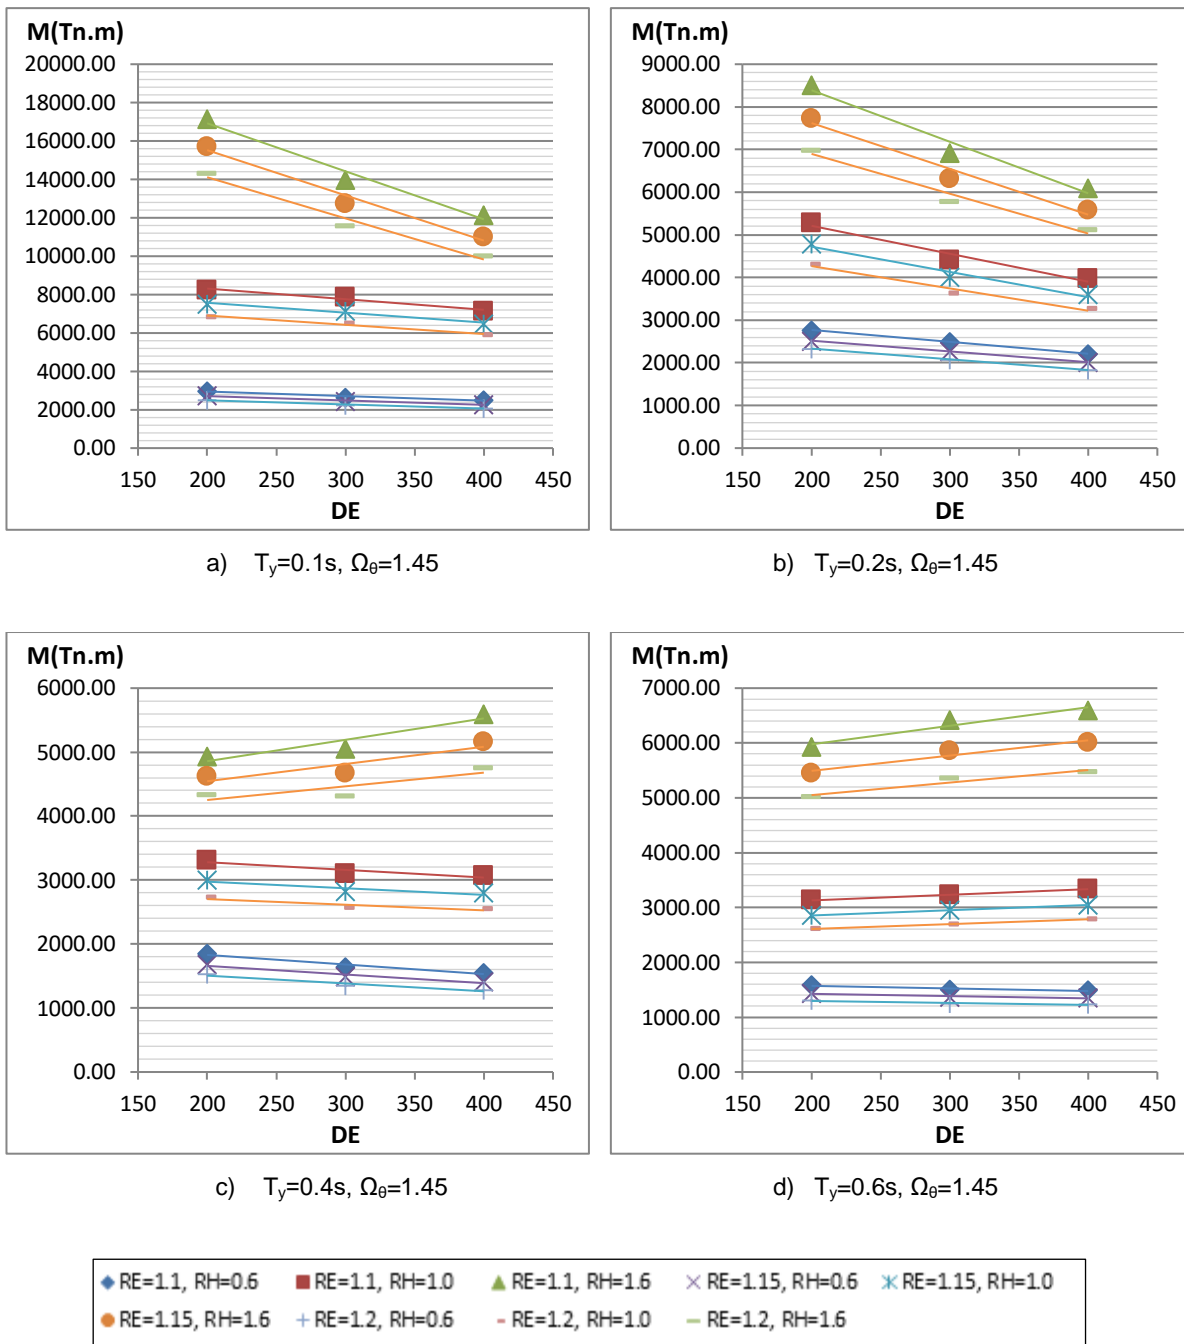 M(Tn.m)
20000.00
18000.00
16000.00
14000.00
12000.00
10000.00
8000.00
6000.00
4000.00
2000.00
0.00
150 200 250 300 350 400 450
DE
a) Ty=0.1s, Ωθ=1.45
M(Tn.m)
9000.00
8000.00
7000.00
6000.00
5000.00
4000.00
3000.00
2000.00
1000.00
0.00
150 200 250 300 350 400 450
DE
b) Ty=0.2s, Ωθ=1.45
M(Tn.m)
6000.00
5000.00
4000.00
3000.00
2000.00
1000.00
0.00
150 200 250 300 350 400 450
DE
c) Ty=0.4s, Ωθ=1.45
M(Tn.m)
7000.00
6000.00
5000.00
4000.00
3000.00
2000.00
1000.00
0.00
150 200 250 300 350 400 450
DE
d) Ty=0.6s, Ωθ=1.45
RE=1.1, RH=0.6 RE=1.1, RH=1.0 RE=1.1, RH=1.6 RE=1.15, RH=0.6 RE=1.15, RH=1.0
RE=1.15, RH=1.6 RE=1.2, RH=0.6 RE=1.2, RH=1.0 RE=1.2, RH=1.6